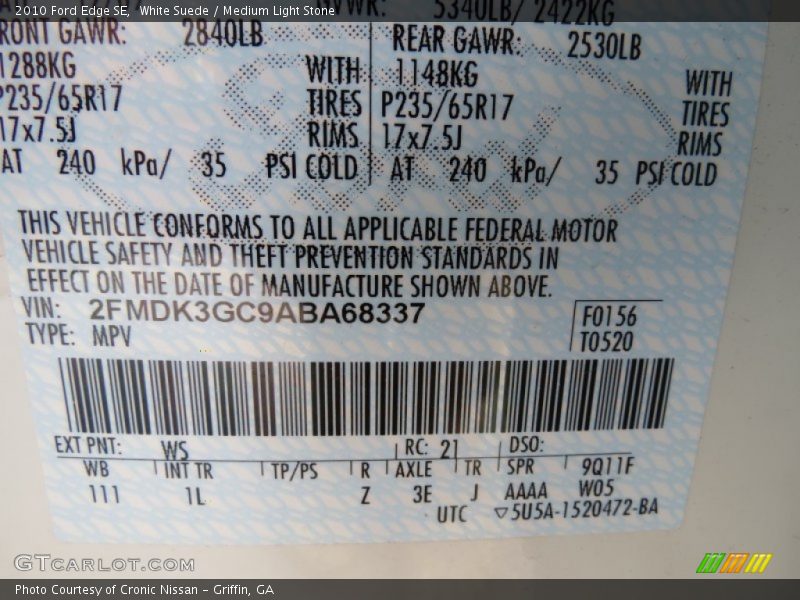 2010 Ford Edge SE, White Suede / Medium Light Stone
5340LB/ 2422KG
RONT GAWR: 2840LB REAR GAWR: 2530LB
1288KG WITH 1148KG WITH
P235/65R17 TIRES P235/65R17 TIRES
17x7.5J RIMS 17x7.5J RIMS
AT 240 kPa/ 35 PSI COLD AT 240 kPa/ 35 PSI COLD
THIS VEHICLE CONFORMS TO ALL APPLICABLE FEDERAL MOTOR
VEHICLE SAFETY AND THEFT PREVENTION STANDARDS IN
EFFECT ON THE DATE OF MANUFACTURE SHOWN ABOVE.
VIN: 2FMDK3GC9ABA68337 F0156
TYPE: MPV T0520
EXT PNT: WS RC: 21 DSO:
WB INT TR TP/PS R AXLE TR SPR 9Q11F
111 1L Z 3E J AAAA W05
UTC ▽5U5A-1520472-BA
GTCARLOT.COM
Photo Courtesy of Cronic Nissan - Griffin, GA